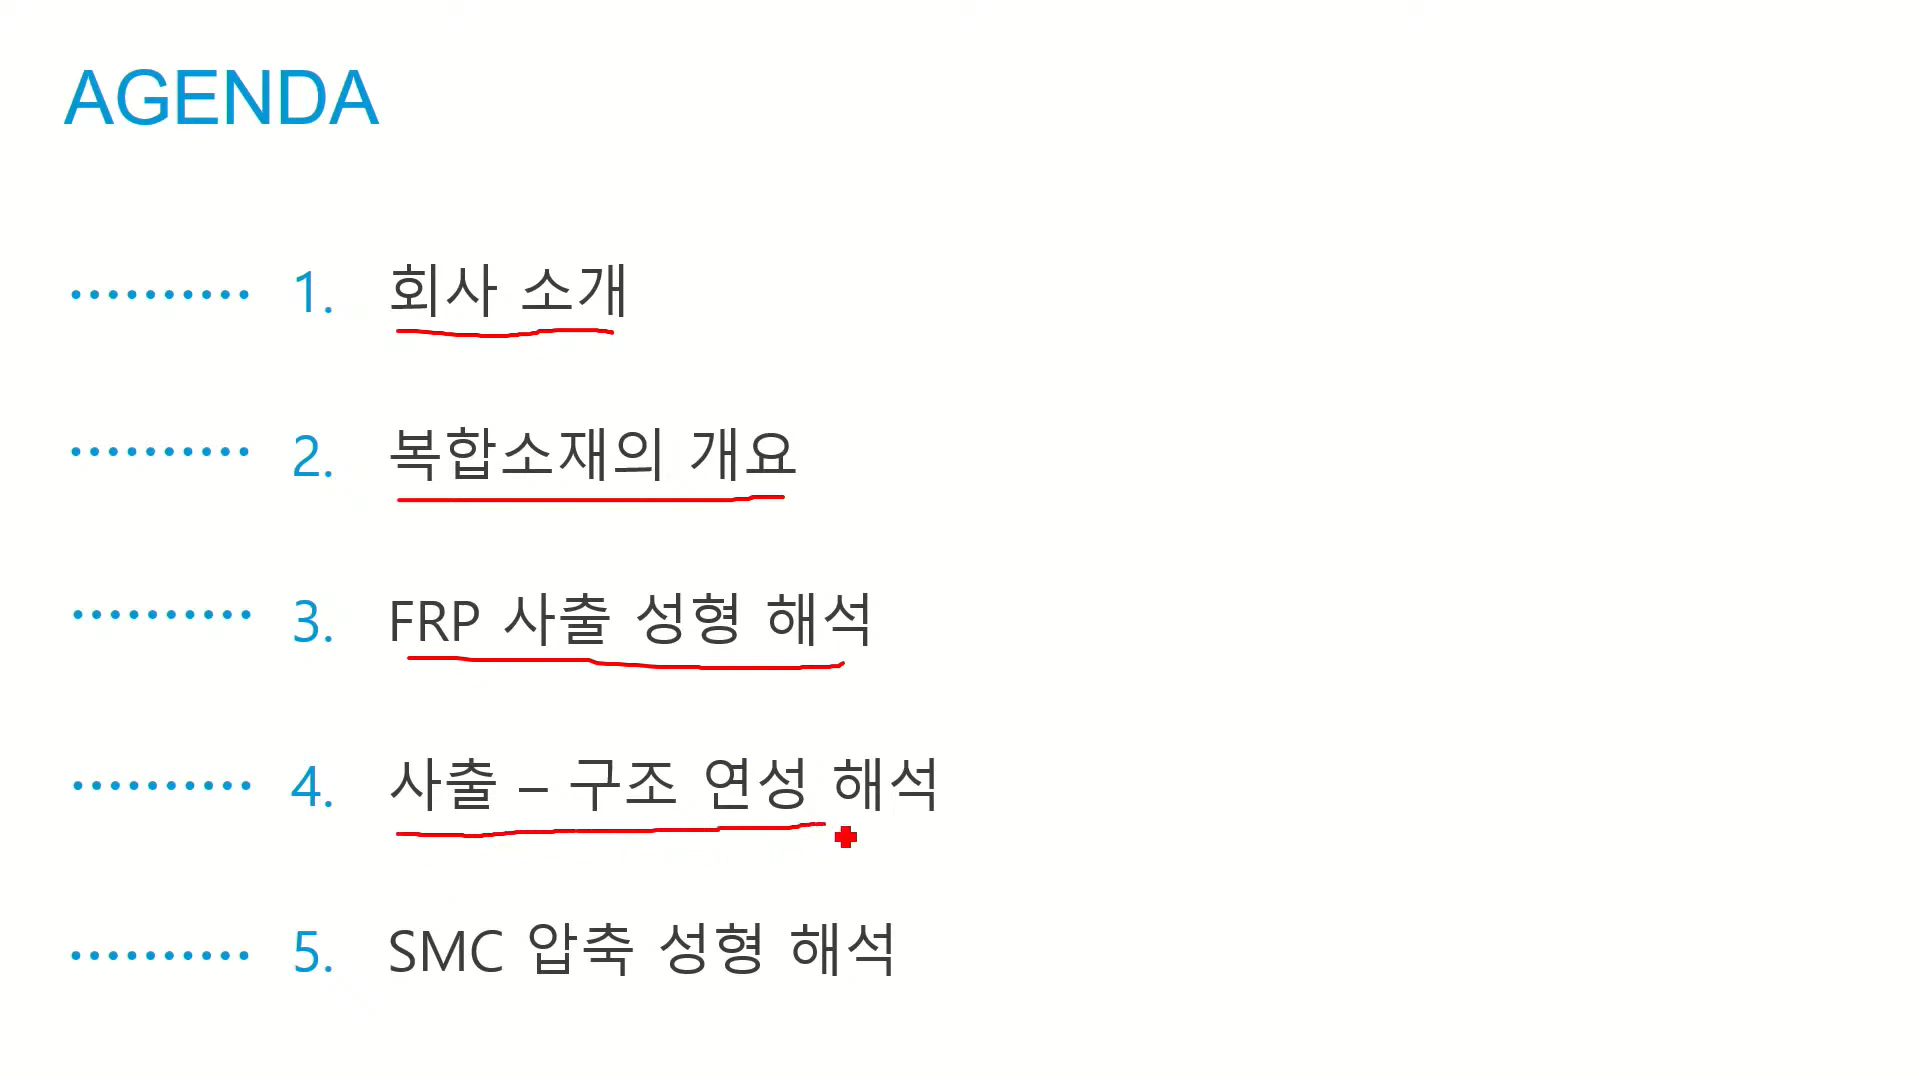 AGENDA
1. 회사 소개
2. 복합소재의 개요
3. FRP 사출 성형 해석
4. 사출 – 구조 연성 해석
5. SMC 압축 성형 해석